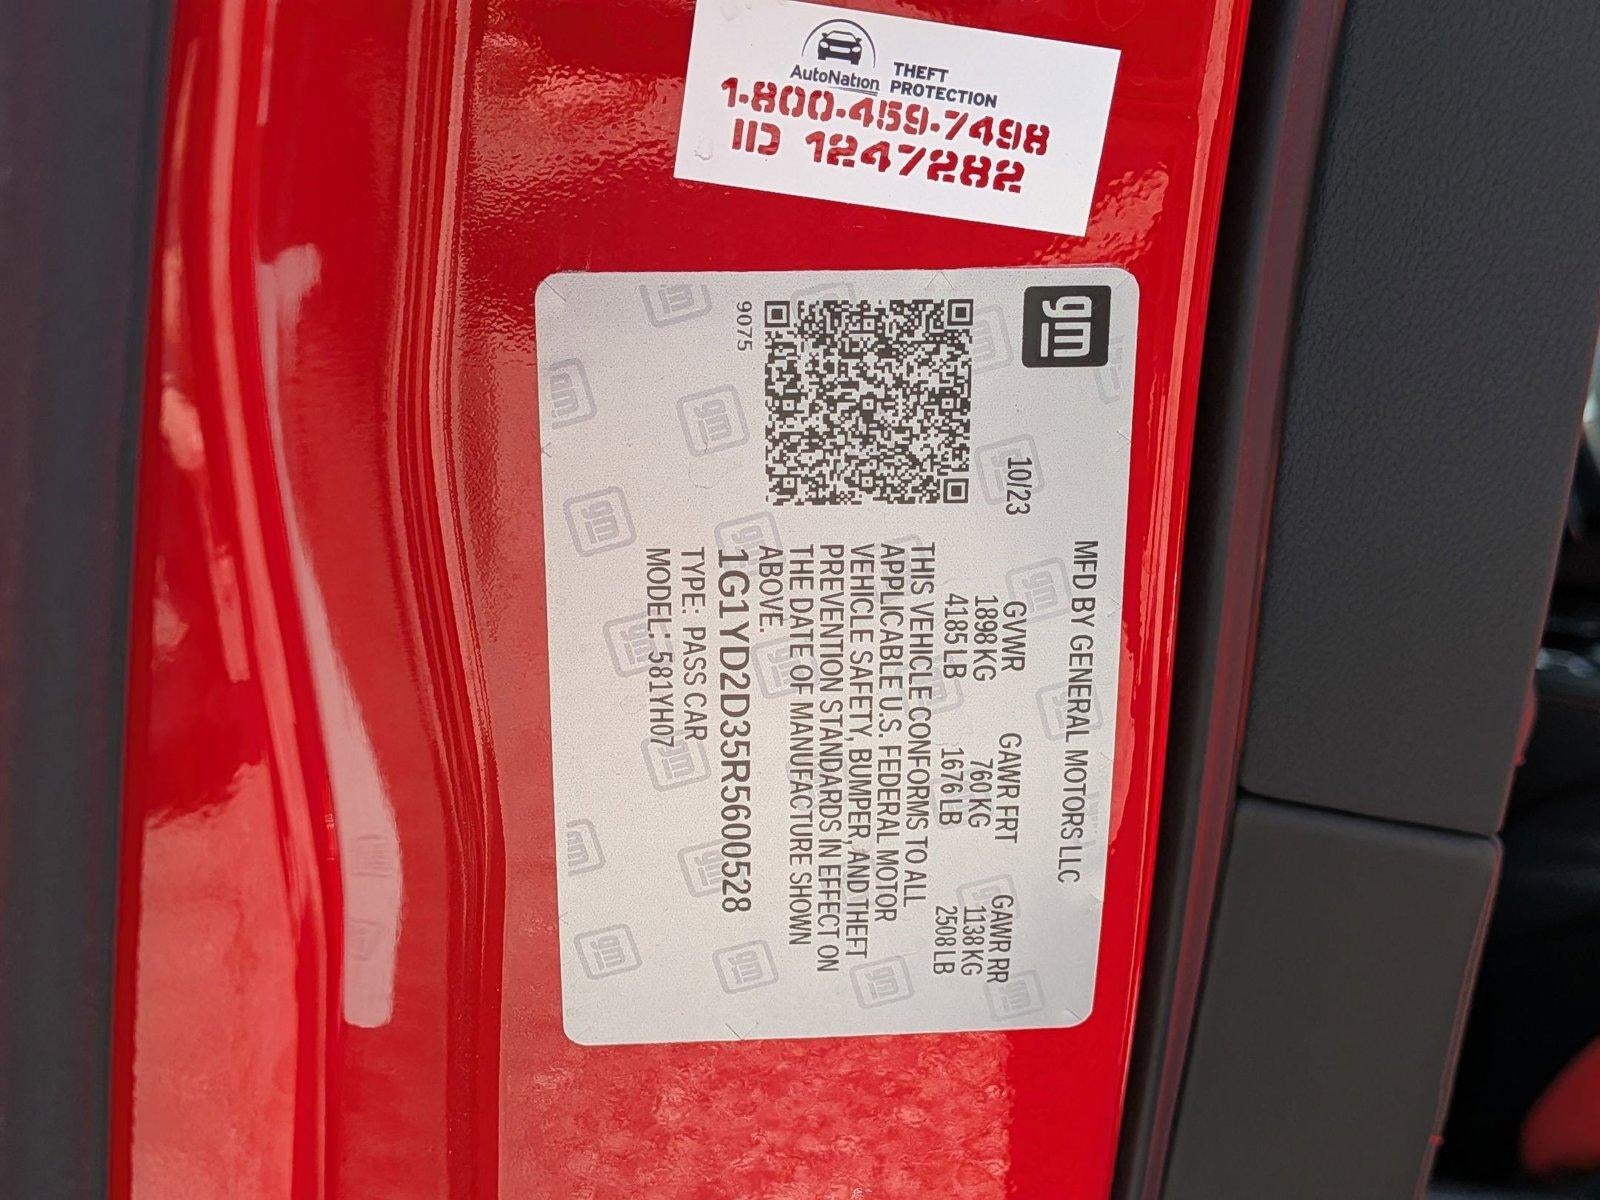 AutoNation
THEFT
PROTECTION
1-800-459-7498
ID 1247282
gm
MFD BY GENERAL MOTORS LLC
10/23
GVWR GAWR FRT GAWR RR
1898 KG 760 KG 1138 KG
4185 LB 1676 LB 2508 LB
THIS VEHICLE CONFORMS TO ALL
APPLICABLE U.S. FEDERAL MOTOR
VEHICLE SAFETY, BUMPER, AND THEFT
PREVENTION STANDARDS IN EFFECT ON
THE DATE OF MANUFACTURE SHOWN
ABOVE.
1G1YD2D35R5600528
TYPE: PASS CAR
MODEL: 581YH07
9075